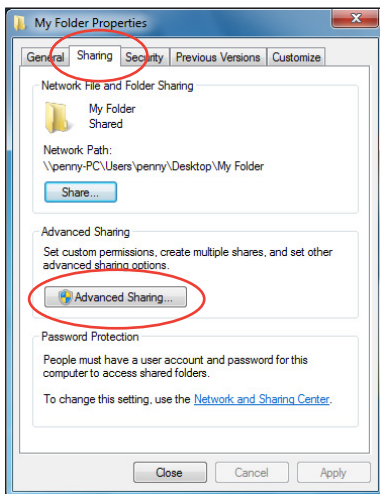 My Folder Properties
General Sharing Security Previous Versions Customize
Network File and Folder Sharing
My Folder
Shared
Network Path:
\\penny-PC\Users\penny\Desktop\My Folder
Share...
Advanced Sharing
Set custom permissions, create multiple shares, and set other
advanced sharing options.
Advanced Sharing...
Password Protection
People must have a user account and password for this
computer to access shared folders.
To change this setting, use the Network and Sharing Center.
Close Cancel Apply